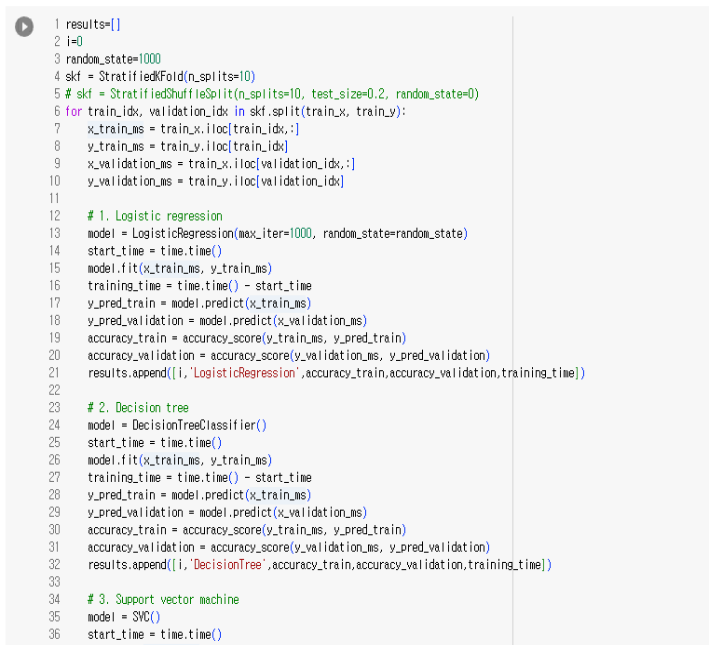 1 results=[]
2 i=0
3 random_state=1000
4 skf = StratifiedKFold(n_splits=10)
5 # skf = StratifiedShuffleSplit(n_splits=10, test_size=0.2, random_state=0)
6 for train_idx, validation_idx in skf.split(train_x, train_y):
7     x_train_ms = train_x.iloc[train_idx,:]
8     y_train_ms = train_y.iloc[train_idx]
9     x_validation_ms = train_x.iloc[validation_idx,:]
10     y_validation_ms = train_y.iloc[validation_idx]
11
12     # 1. Logistic regression
13     model = LogisticRegression(max_iter=1000, random_state=random_state)
14     start_time = time.time()
15     model.fit(x_train_ms, y_train_ms)
16     training_time = time.time() - start_time
17     y_pred_train = model.predict(x_train_ms)
18     y_pred_validation = model.predict(x_validation_ms)
19     accuracy_train = accuracy_score(y_train_ms, y_pred_train)
20     accuracy_validation = accuracy_score(y_validation_ms, y_pred_validation)
21     results.append([i,'LogisticRegression',accuracy_train,accuracy_validation,training_time])
22
23     # 2. Decision tree
24     model = DecisionTreeClassifier()
25     start_time = time.time()
26     model.fit(x_train_ms, y_train_ms)
27     training_time = time.time() - start_time
28     y_pred_train = model.predict(x_train_ms)
29     y_pred_validation = model.predict(x_validation_ms)
30     accuracy_train = accuracy_score(y_train_ms, y_pred_train)
31     accuracy_validation = accuracy_score(y_validation_ms, y_pred_validation)
32     results.append([i,'DecisionTree',accuracy_train,accuracy_validation,training_time])
33
34     # 3. Support vector machine
35     model = SVC()
36     start_time = time.time()